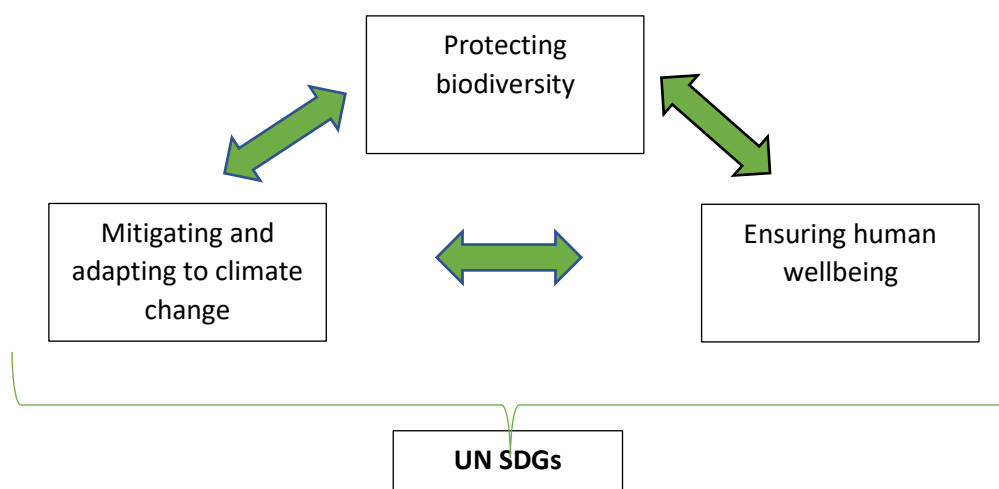 Protecting
biodiversity
Mitigating and
adapting to climate
change
Ensuring human
wellbeing
UN SDGs